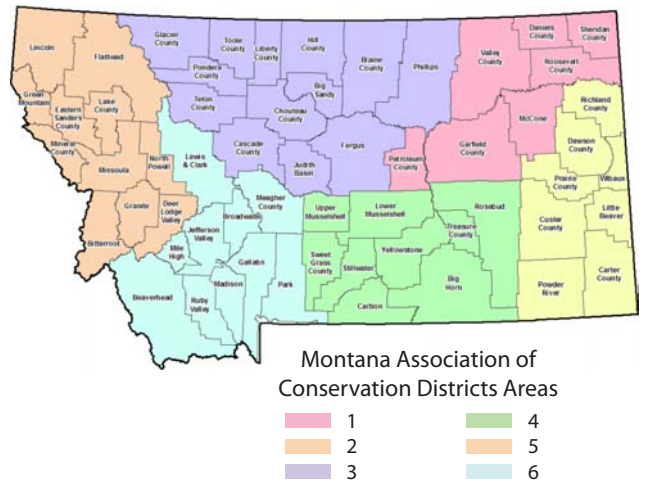 Lincoln
Flathead
Glacier
County
Toole
County
Liberty
County
Hill
County
Blaine
County
Phillips
Valley
County
Daniels
County
Sheridan
County
Roosevelt
County
Pondera
County
Big
Sandy
Green
Mountain
Eastern
Sanders
County
Lake
County
Teton
County
Chouteau
County
Richland
County
McCone
Mineral
County
Missoula
North
Powell
Lewis
& Clark
Cascade
County
Judith
Basin
Fergus
Petroleum
County
Garfield
County
Dawson
County
Prairie
County
Wibaux
Granite
Deer
Lodge
Valley
Bitterroot
Meagher
County
Broadwater
Jefferson
Valley
Mile
High
Gallatin
Upper
Musselshell
Lower
Musselshell
Rosebud
Treasure
County
Custer
County
Little
Beaver
Sweet
Grass
County
Stillwater
Yellowstone
Beaverhead
Ruby
Valley
Madison
Park
Carbon
Big
Horn
Powder
River
Carter
County
Montana Association of
Conservation Districts Areas
1 4
2 5
3 6